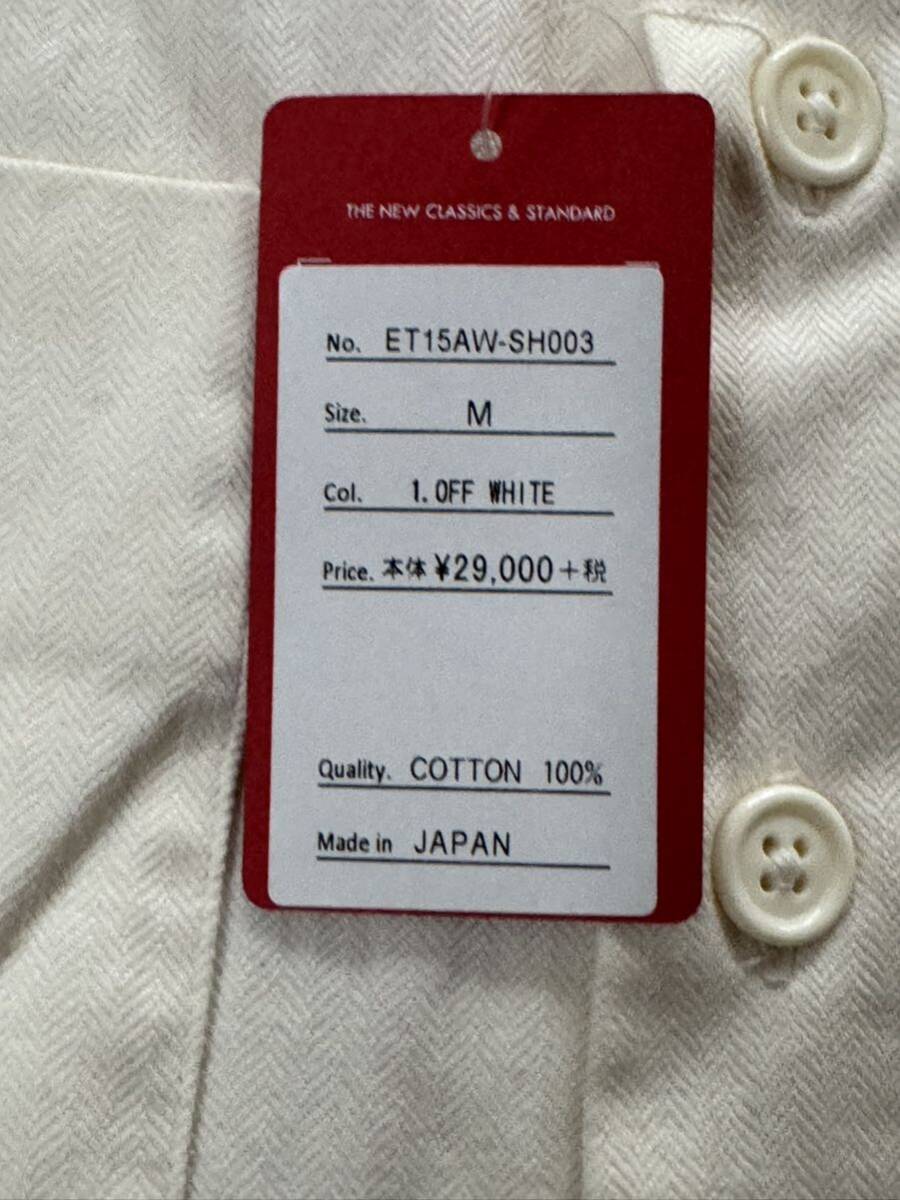 THE NEW CLASSICS & STANDARD
No. ET15AW-SH003
Size. M
Col. 1.OFF WHITE
Price. 本体 ¥29,000+税
Quality. COTTON 100%
Made in JAPAN